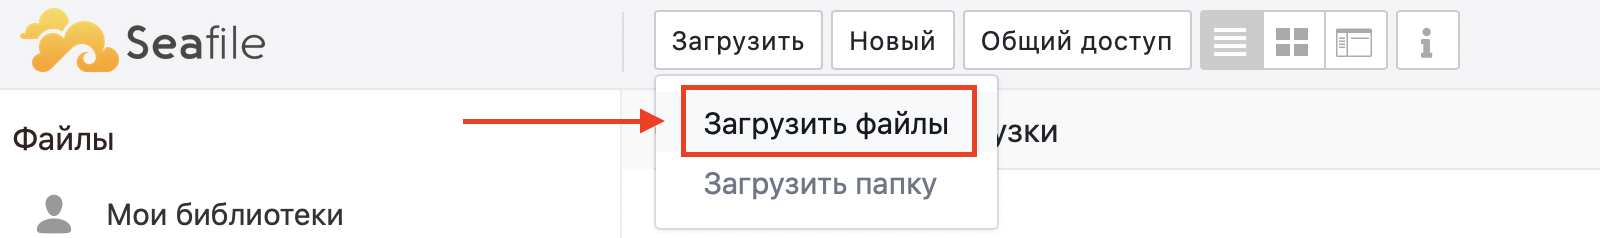 Seafile
Загрузить Новый Общий доступ
Загрузить файлы
узки
Загрузить папку
Файлы
Мои библиотеки